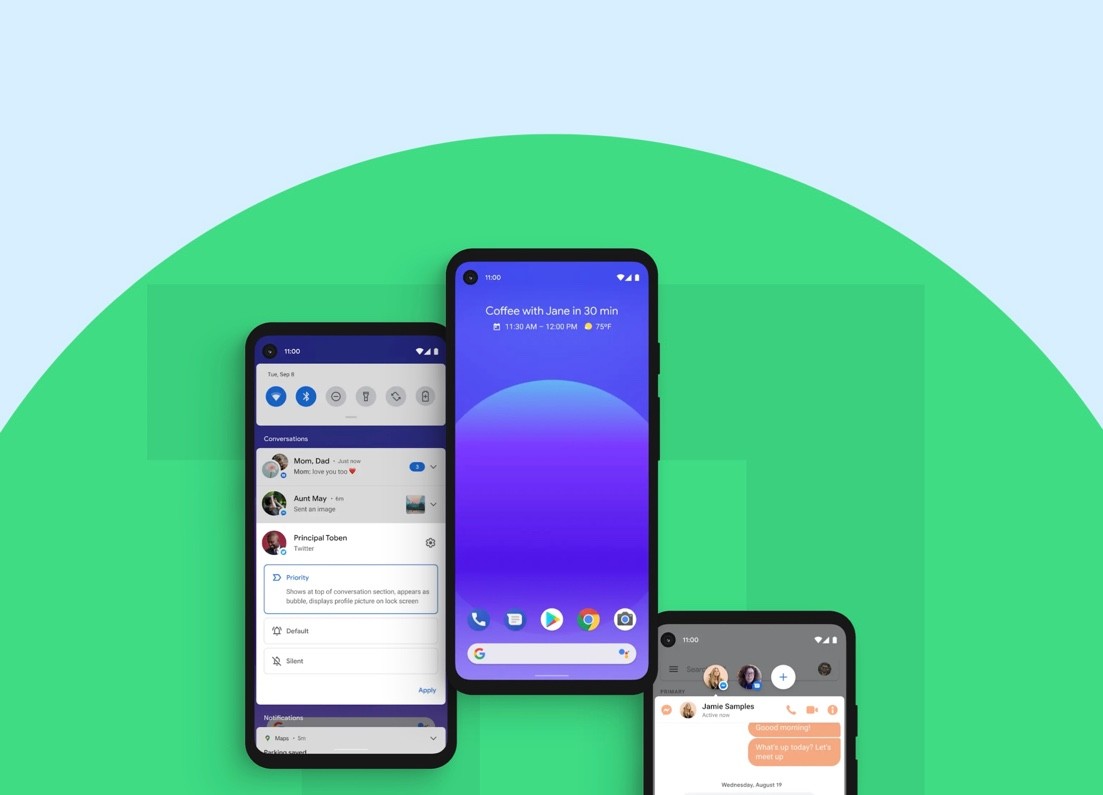 11:00
Tue, Sep 8
Conversations
Mom, Dad • Just now
Mom: love you too
3
Aunt May • 6m
Sent an image
Principal Toben
Twitter
Priority
Shows at top of conversation section, appears as
bubble, displays profile picture on lock screen
Default
Silent
Apply
Notifications
Maps • 3m
Parking saved
11:00
Coffee with Jane in 30 min
11:30 AM – 12:00 PM 75°F
11:00
PRIMARY
Jamie Samples
Active now
Goood morning!
What's up today? Let's
meet up
Wednesday, August 19